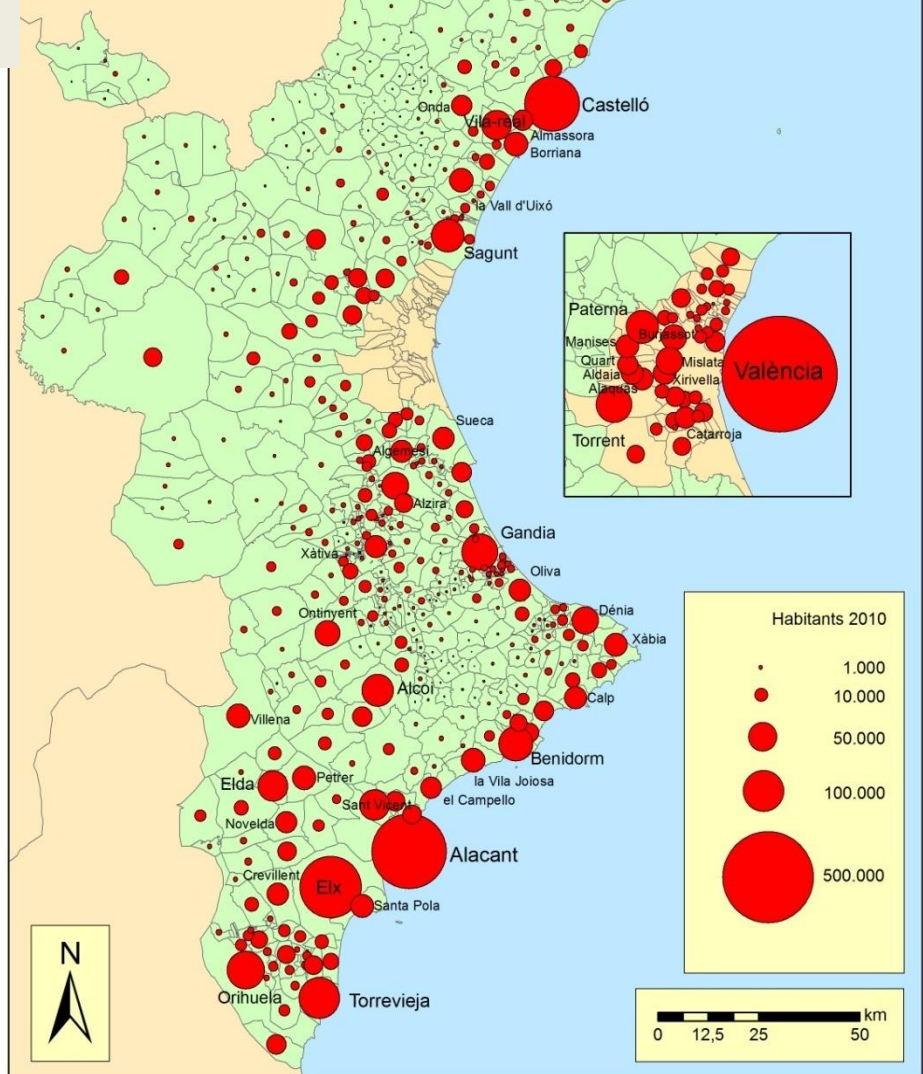 Castelló
Onda
Vila-real
Almassora
Borriana
la Vall d'Uixó
Sagunt
Paterna
Burjassot
Manises
Quart
Mislata
València
Aldaja
Xirivella
Alaquàs
Torrent
Catarroja
Sueca
Algemesí
Alzira
Gandia
Xàtiva
Oliva
Ontinyent
Dénia
Xàbia
Alcoi
Calp
Villena
Benidorm
la Vila Joiosa
Petrer
Elda
el Campello
Sant Vicent
Novelda
Alacant
Crevillent
Elx
Santa Pola
Orihuela
Torrevieja
Habitants 2010
1.000
10.000
50.000
100.000
500.000
N
km
0 12,5 25 50